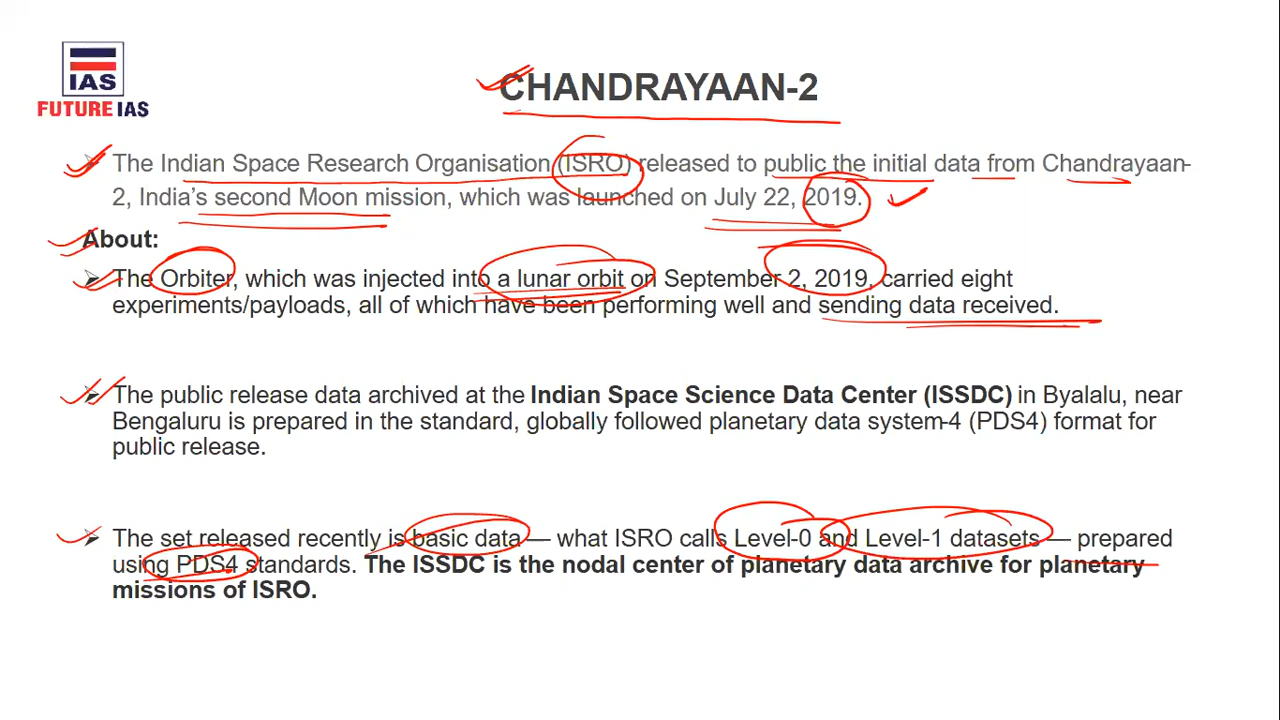 IAS
FUTURE IAS
CHANDRAYAAN-2
The Indian Space Research Organisation (ISRO) released to public the initial data from Chandrayaan-
2, India's second Moon mission, which was launched on July 22, 2019.
About:
The Orbiter, which was injected into a lunar orbit on September 2, 2019, carried eight
experiments/payloads, all of which have been performing well and sending data received.
The public release data archived at the Indian Space Science Data Center (ISSDC) in Byalalu, near
Bengaluru is prepared in the standard, globally followed planetary data system-4 (PDS4) format for
public release.
The set released recently is basic data — what ISRO calls Level-0 and Level-1 datasets — prepared
using PDS4 standards. The ISSDC is the nodal center of planetary data archive for planetary
missions of ISRO.